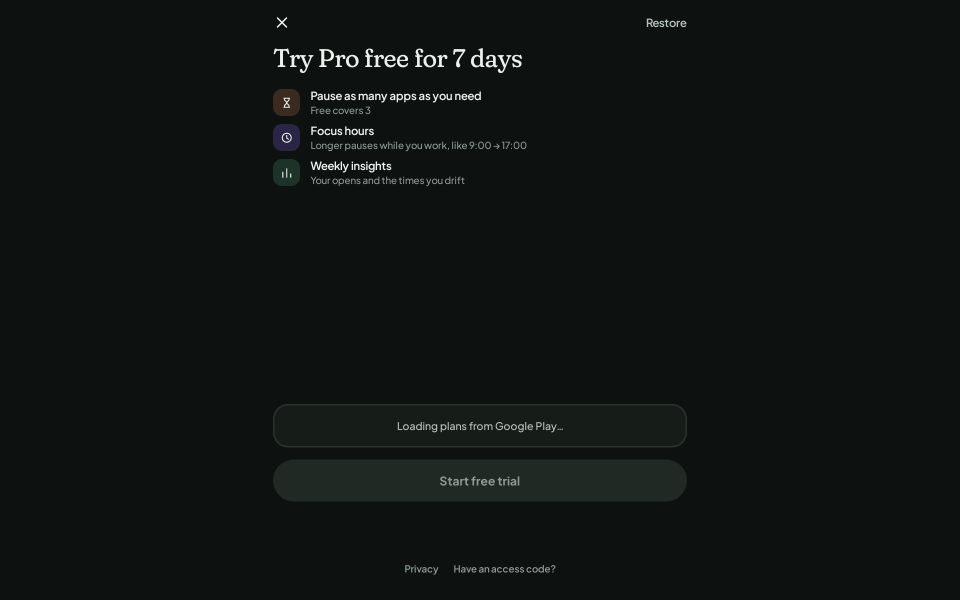 Restore
Try Pro free for 7 days
Pause as many apps as you need
Free covers 3
Focus hours
Longer pauses while you work, like 9:00 → 17:00
Weekly insights
Your opens and the times you drift
Loading plans from Google Play…
Start free trial
Privacy
Have an access code?